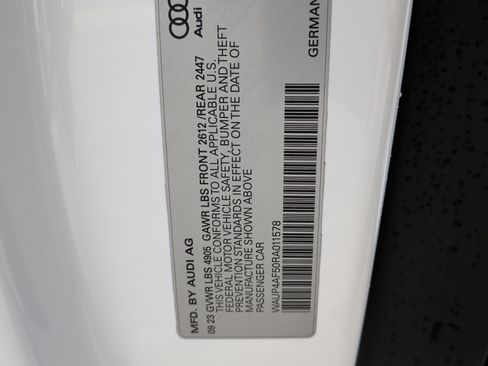 Audi
GERMAN
MFD. BY AUDI AG
09 23 GVWR LBS 4905 GAWR LBS FRONT 2612 /REAR 2447
THIS VEHICLE CONFORMS TO ALL APPLICABLE U.S.
FEDERAL MOTOR VEHICLE SAFETY, BUMPER AND THEFT
PREVENTION STANDARDS IN EFFECT ON THE DATE OF
MANUFACTURE SHOWN ABOVE
PASSENGER CAR
WAUP4AF50RA011578